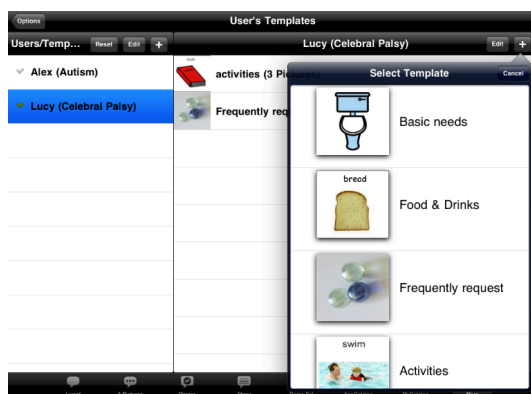 Options
User's Templates
Users/Temp...
Reset
Edit
+
Lucy (Celebral Palsy)
Edit
+
Alex (Autism)
Lucy (Celebral Palsy)
activities (3 Pictures)
Frequently req
Select Template
Cancel
Basic needs
bread
Food & Drinks
Frequently request
swim
Activities